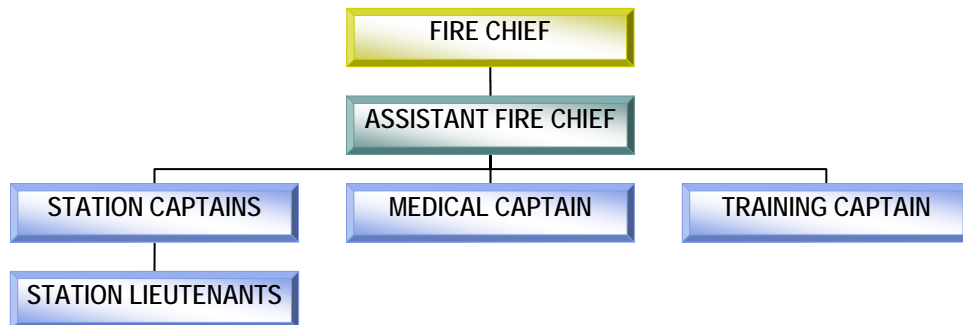 FIRE CHIEF
ASSISTANT FIRE CHIEF
STATION CAPTAINS
MEDICAL CAPTAIN
TRAINING CAPTAIN
STATION LIEUTENANTS